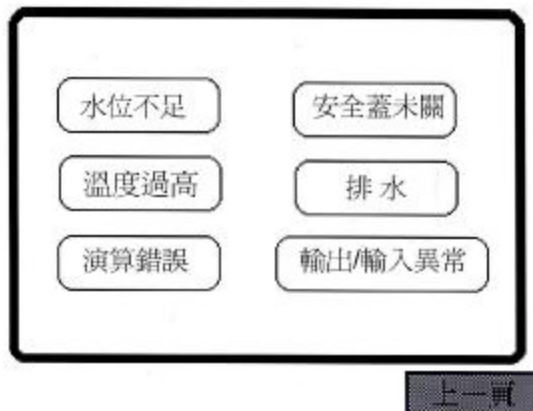 水位不足
安全蓋未關
溫度過高
排水
演算錯誤
輸出/輸入異常
上一頁